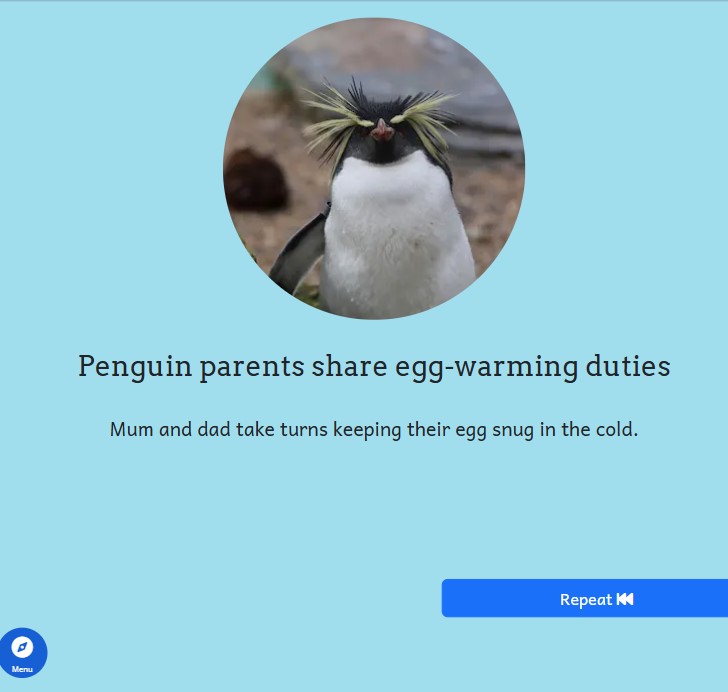 Penguin parents share egg-warming duties
Mum and dad take turns keeping their egg snug in the cold.
Repeat
Menu